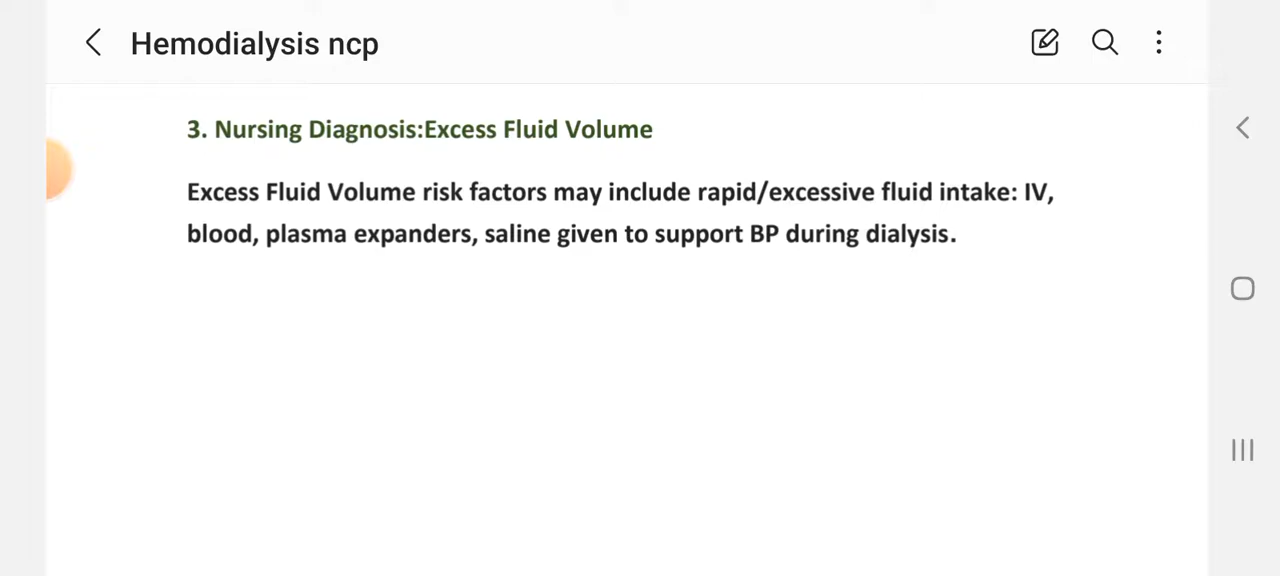 Hemodialysis ncp
3. Nursing Diagnosis:Excess Fluid Volume
Excess Fluid Volume risk factors may include rapid/excessive fluid intake: IV,
blood, plasma expanders, saline given to support BP during dialysis.